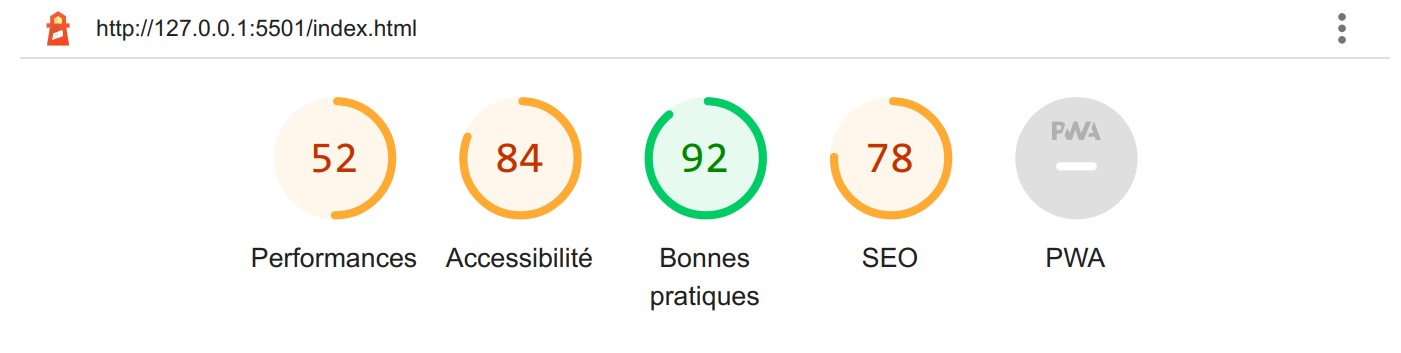 http://127.0.0.1:5501/index.html
52
84
92
78
PWA
Performances
Accessibilité
Bonnes
pratiques
SEO
PWA